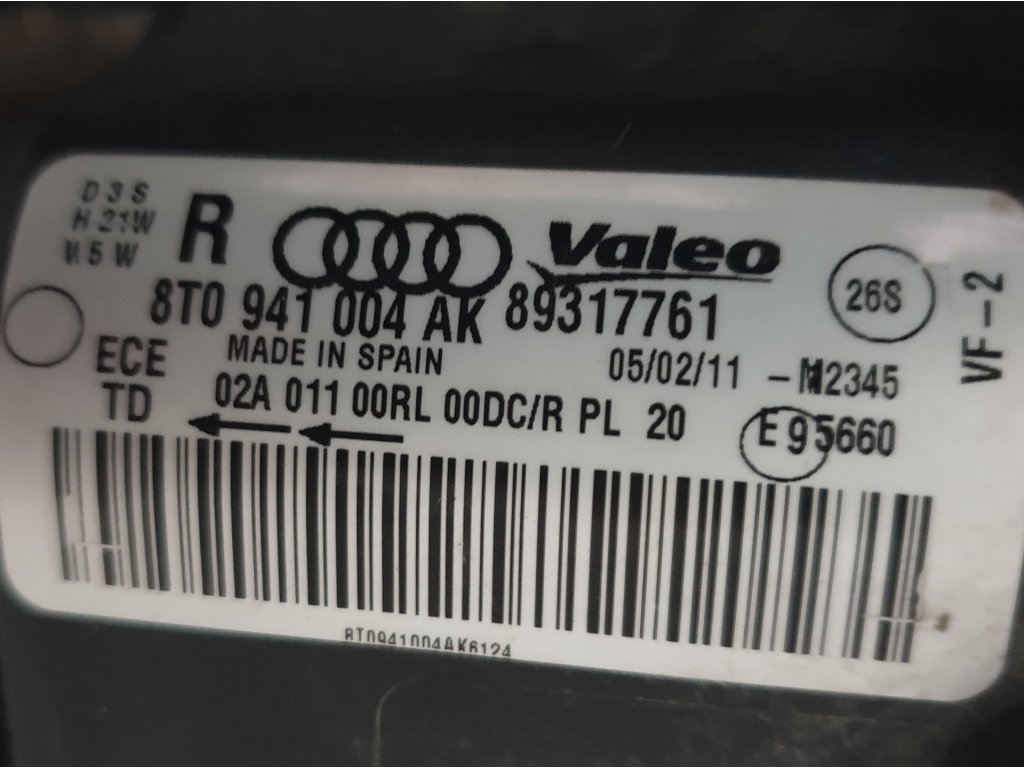 D3S
H 21W
W5W
R
Valeo
8T0 941 004 AK 89317761
26S
VF-2
ECE MADE IN SPAIN 05/02/11 -M2345
TD 02A 011 00RL 00DC/R PL 20 E9 5660
8T0941004AK6124